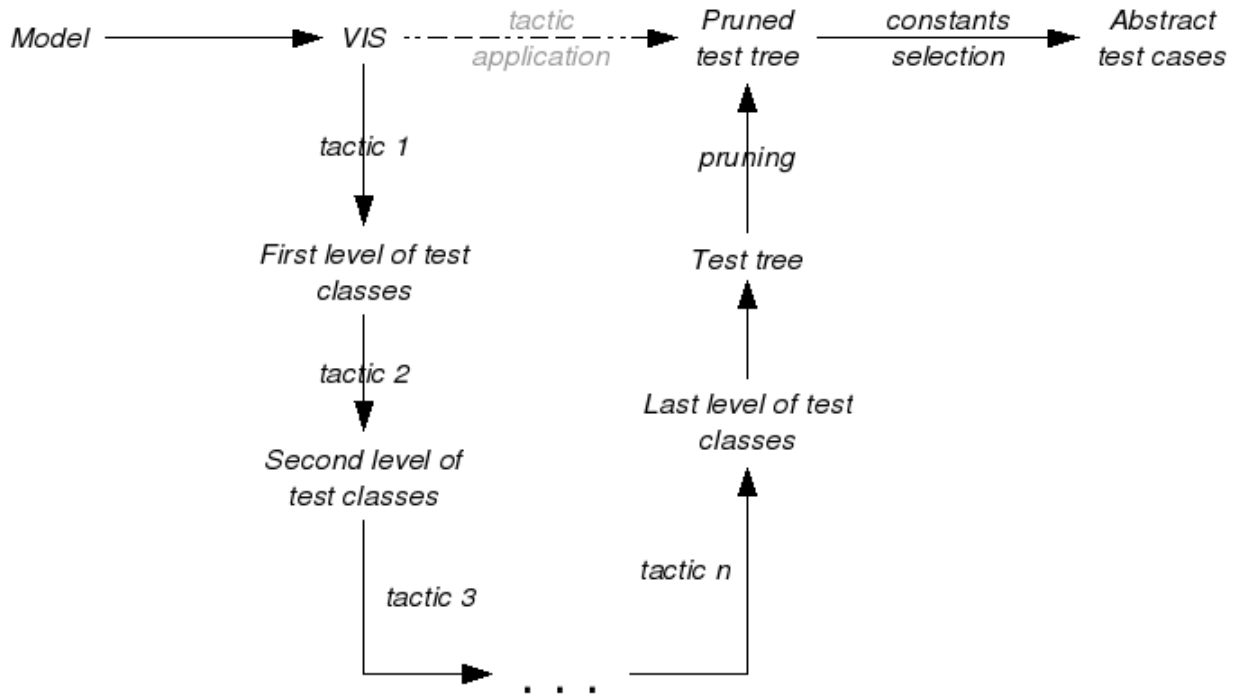 Model
VIS
tactic
application
Pruned
test tree
constants
selection
Abstract
test cases
tactic 1
pruning
First level of test
classes
Test tree
tactic 2
Last level of test
classes
Second level of
test classes
tactic 3
tactic n
. . .